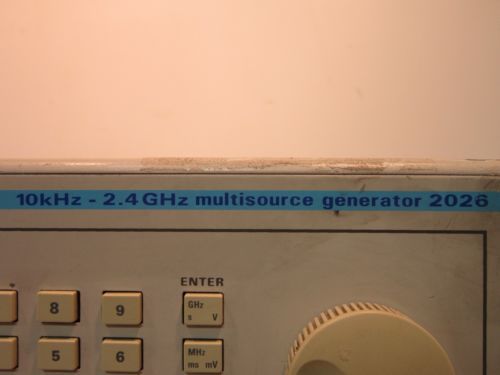 10kHz - 2.4GHz multisource generator 2026
ENTER
8 9 GHz
s V
5 6 MHz
ms mV